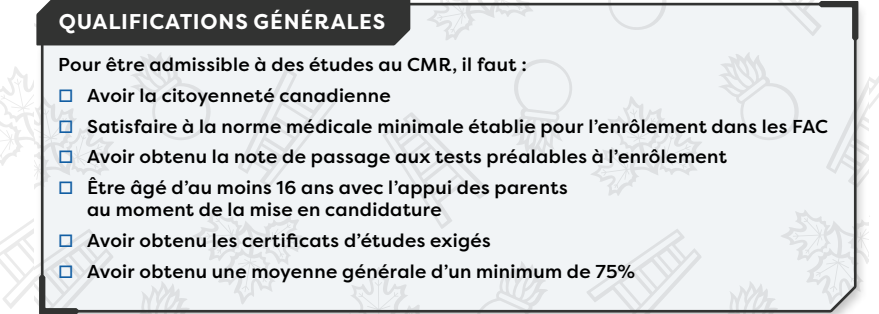 QUALIFICATIONS GÉNÉRALES
Pour être admissible à des études au CMR, il faut :
Avoir la citoyenneté canadienne
Satisfaire à la norme médicale minimale établie pour l'enrôlement dans les FAC
Avoir obtenu la note de passage aux tests préalables à l'enrôlement
Être âgé d'au moins 16 ans avec l'appui des parents
au moment de la mise en candidature
Avoir obtenu les certificats d'études exigés
Avoir obtenu une moyenne générale d'un minimum de 75%